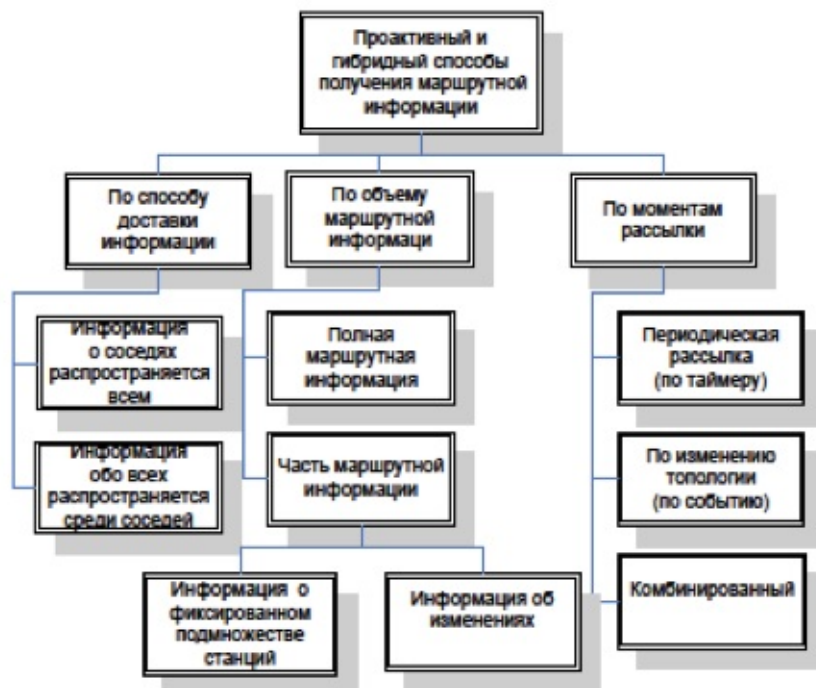 Проактивный и
гибридный способы
получения маршрутной
информации
По способу
доставки
информации
По объему
маршрутной
информаци
По моментам
рассылки
Информация
о соседях
распространяется
всем
Полная
маршрутная
информация
Периодическая
рассылка
(по таймеру)
Информация
обо всех
распространяется
среди соседей
Часть маршрутной
информации
По изменению
топологии
(по событию)
Информация о
фиксированном
подмножестве
станций
Информация об
изменениях
Комбинированный